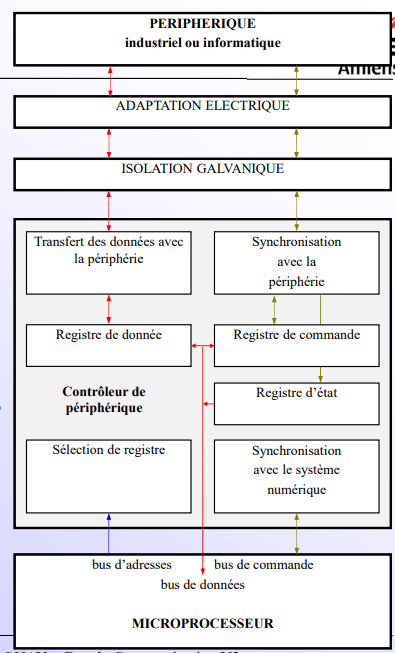 PERIPHERIQUE
industriel ou informatique
Amiens
ADAPTATION ELECTRIQUE
ISOLATION GALVANIQUE
Transfert des données avec
la périphérie
Synchronisation
avec la
périphérie
Registre de donnée
Registre de commande
Contrôleur de
périphérique
Registre d’état
Sélection de registre
Synchronisation
avec le système
numérique
bus d’adresses
bus de commande
bus de données
MICROPROCESSEUR